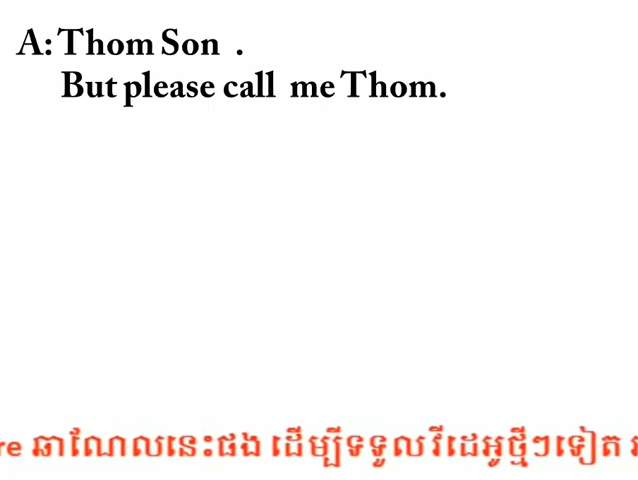 A: Thom Son .
But please call me Thom.
re ឆាណែលនេះផង ដើម្បីទទួលវីដេអូថ្មីៗទៀត